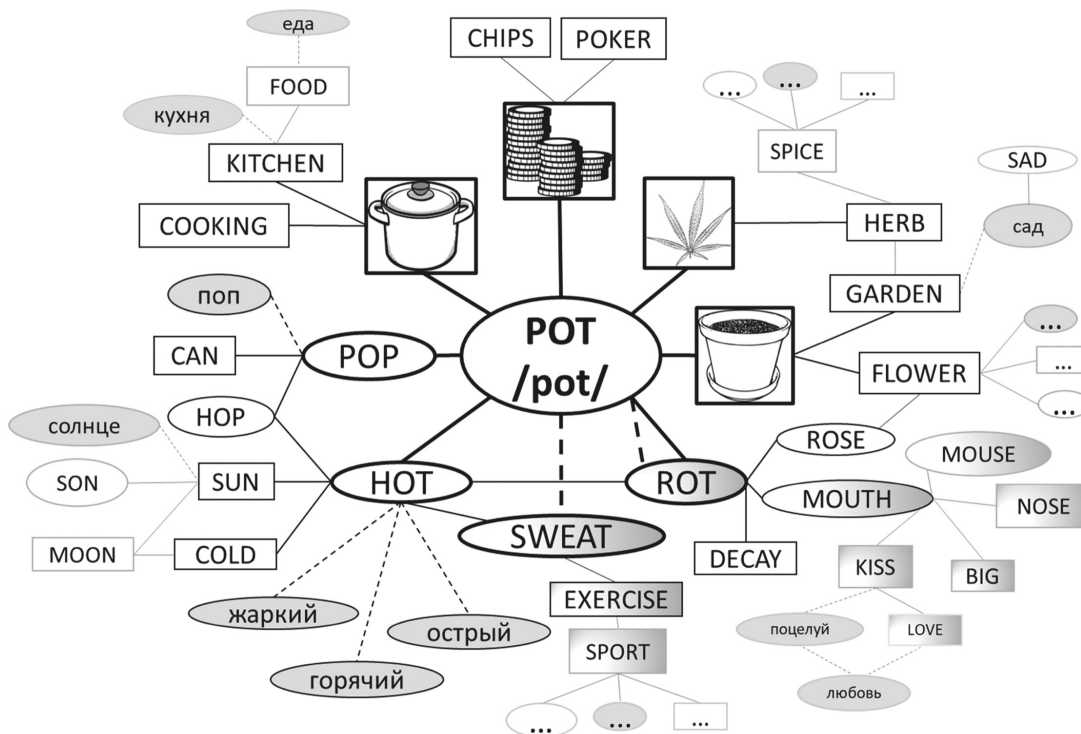 еда
CHIPS
POKER
FOOD
...
...
...
кухня
KITCHEN
SPICE
SAD
COOKING
HERB
сад
поп
GARDEN
POT
/pot/
...
CAN
POP
FLOWER
...
HOP
...
солнце
ROSE
MOUSE
SON
SUN
HOT
ROT
MOUTH
NOSE
SWEAT
MOON
COLD
DECAY
KISS
BIG
жаркий
EXERCISE
острый
поцелуй
LOVE
SPORT
горячий
любовь
...
...
...